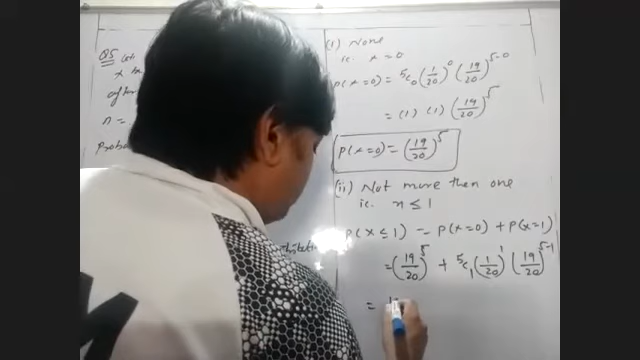 Q5
n =
(i) None
ie. x = 0
P(x=0) = ⁵C₀ (1/20)⁰ (19/20)⁵⁻⁰
= (1) (1) (19/20)⁵
P(x=0) = (19/20)⁵
(ii) Not more then one
ie. n ≤ 1
P(x ≤ 1) = P(x=0) + P(x=1)
= (19/20)⁵ + ⁵C₁ (1/20)¹ (19/20)⁵⁻¹
=